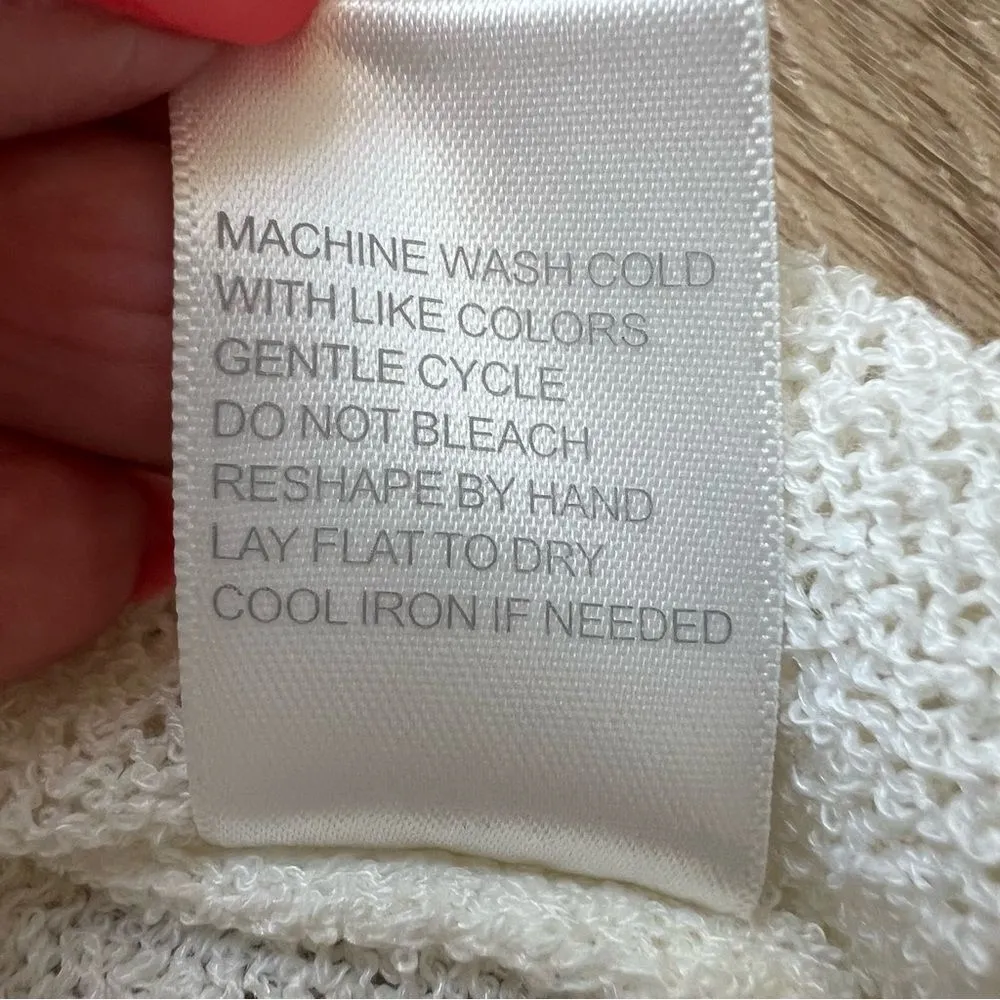 MACHINE WASH COLD
WITH LIKE COLORS
GENTLE CYCLE
DO NOT BLEACH
RESHAPE BY HAND
LAY FLAT TO DRY
COOL IRON IF NEEDED